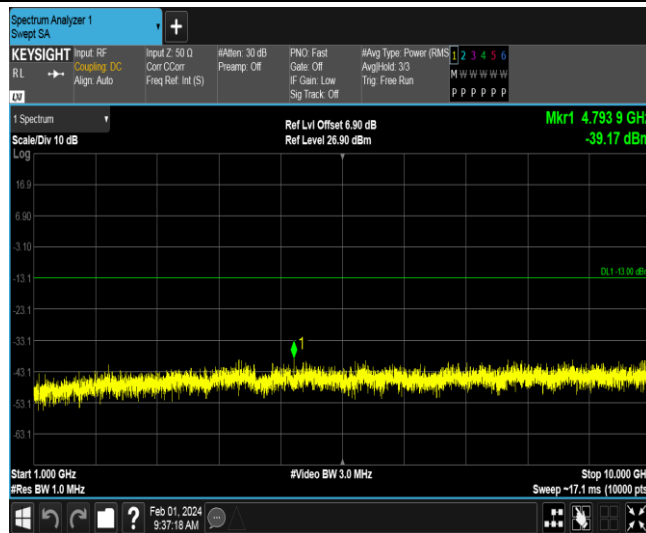 Spectrum Analyzer 1
Swept SA
+
KEYSIGHT
RL
Input: RF
Coupling: DC
Align: Auto
Input Z: 50 Ω
Corr CCorr
Freq Ref: Int (S)
#Atten: 30 dB
Preamp: Off
PNO: Fast
Gate: Off
IF Gain: Low
Sig Track: Off
#Avg Type: Power (RMS
Avg|Hold: 3/3
Trig: Free Run
1 2 3 4 5 6
M W W W W W
P P P P P P
1 Spectrum
Scale/Div 10 dB
Log
Ref Lvl Offset 6.90 dB
Ref Level 26.90 dBm
Mkr1 4.793 9 GH
-39.17 dBm
16.9
6.90
-3.10
-13.1
-23.1
-33.1
-43.1
-53.1
-63.1
DL1 -13.00 dBm
1
Start 1.000 GHz
#Res BW 1.0 MHz
#Video BW 3.0 MHz
Stop 10.000 GH
Sweep ~17.1 ms (10000 pts
?
Feb 01, 2024
9:37:18 AM